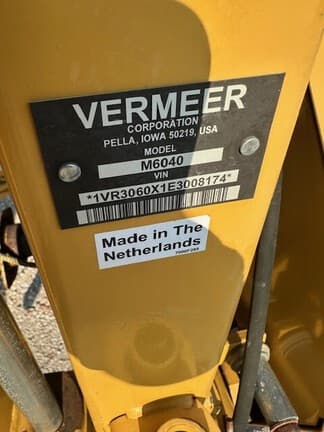 VERMEER
CORPORATION
PELLA, IOWA 50219, USA
MODEL
M6040
VIN
*1VR3060X1E3008174*
Made in The
Netherlands